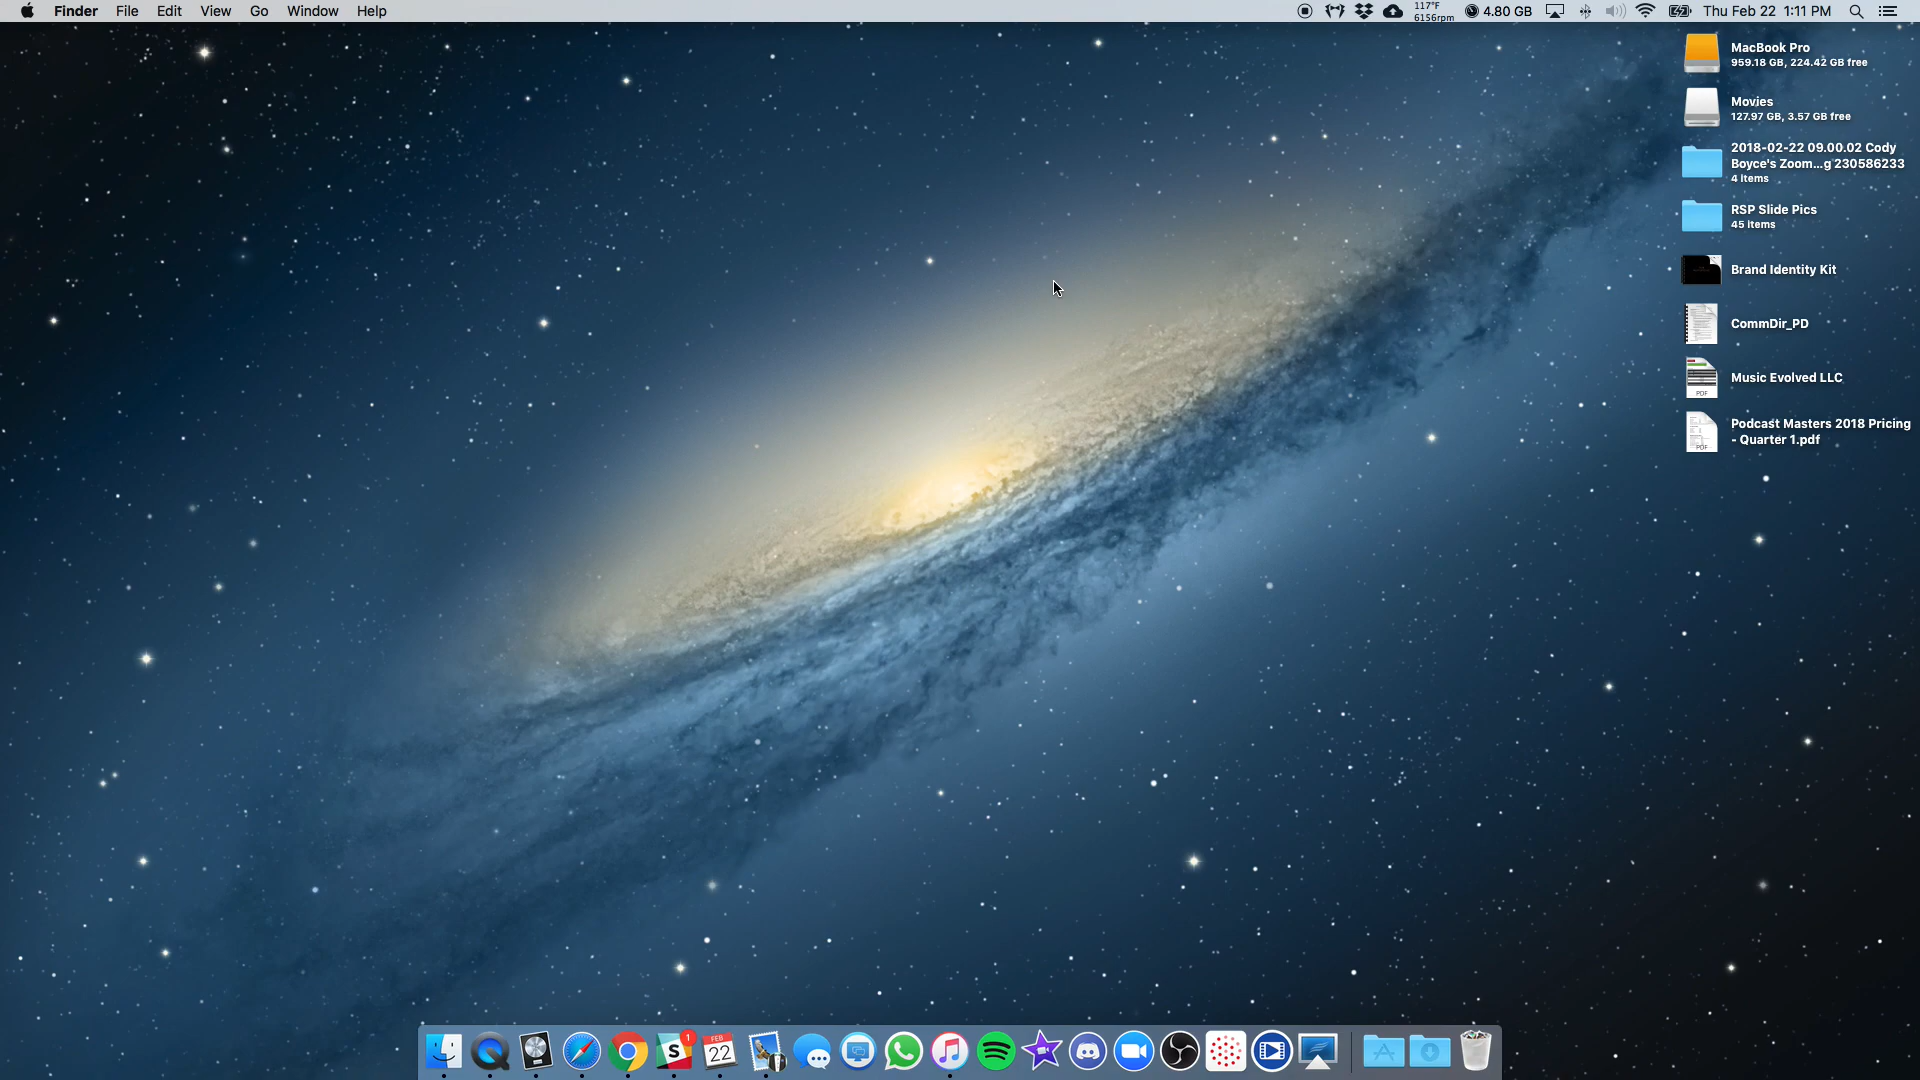 Finder File Edit View Go Window Help
117°F
6156rpm
4.80 GB
Thu Feb 22 1:11 PM
MacBook Pro
959.18 GB, 224.42 GB free
Movies
127.97 GB, 3.57 GB free
2018-02-22 09.00.02 Cody
Boyce's Zoom...g 230586233
4 items
RSP Slide Pics
45 items
Brand Identity Kit
CommDir_PD
Music Evolved LLC
PDF
Podcast Masters 2018 Pricing
- Quarter 1.pdf
PDF
S
1
FEB
22